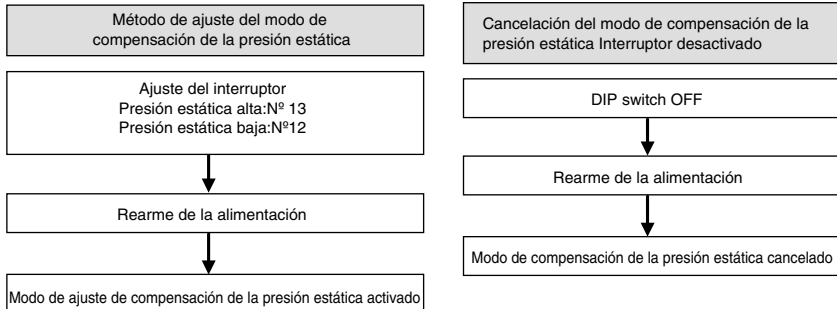 Método de ajuste del modo de
compensación de la presión estática
Ajuste del interruptor
Presión estática alta:Nº 13
Presión estática baja:Nº12
Rearme de la alimentación
Modo de ajuste de compensación de la presión estática activado
Cancelación del modo de compensación de la
presión estática Interruptor desactivado
DIP switch OFF
Rearme de la alimentación
Modo de compensación de la presión estática cancelado